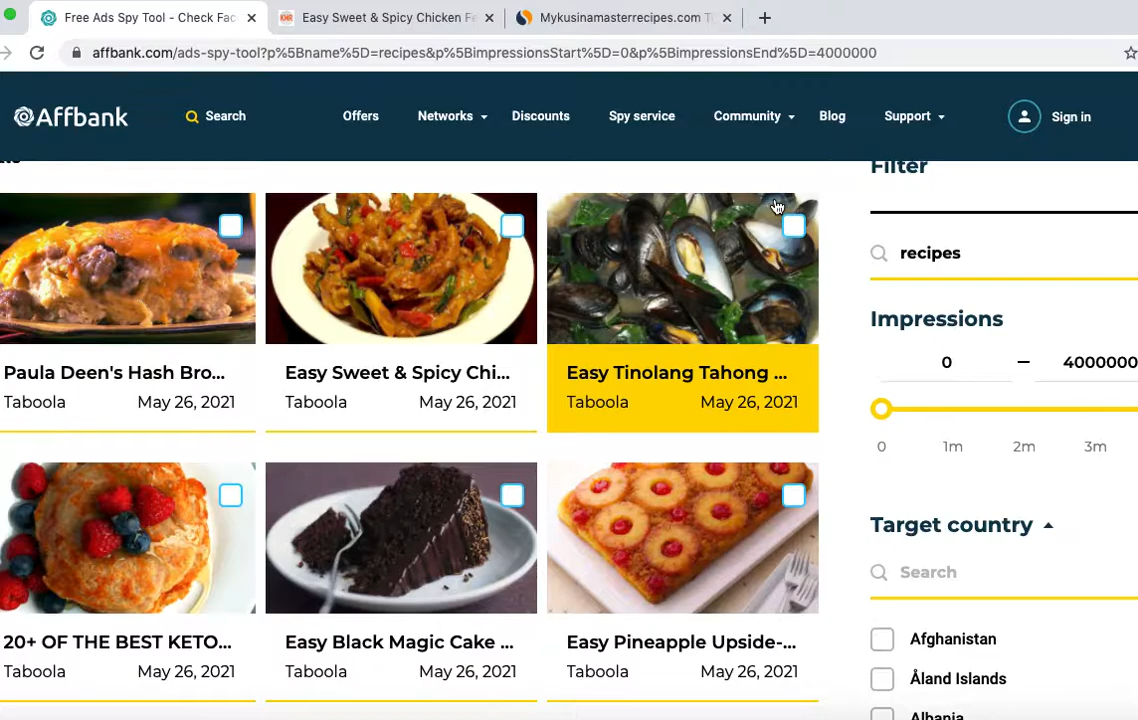 Free Ads Spy Tool - Check Fac
Easy Sweet & Spicy Chicken Fe
Mykusinamasterrecipes.com T
affbank.com/ads-spy-tool?p%5Bname%5D=recipes&p%5BimpressionsStart%5D=0&p%5BimpressionsEnd%5D=4000000
Affbank
Search
Offers
Networks
Discounts
Spy service
Community
Blog
Support
Sign in
Filter
recipes
Impressions
0 — 4000000
0 1m 2m 3m
Target country
Search
Afghanistan
Åland Islands
Albania
Paula Deen's Hash Bro...
Taboola May 26, 2021
Easy Sweet & Spicy Chi...
Taboola May 26, 2021
Easy Tinolang Tahong ...
Taboola May 26, 2021
20+ OF THE BEST KETO...
Taboola May 26, 2021
Easy Black Magic Cake ...
Taboola May 26, 2021
Easy Pineapple Upside-...
Taboola May 26, 2021